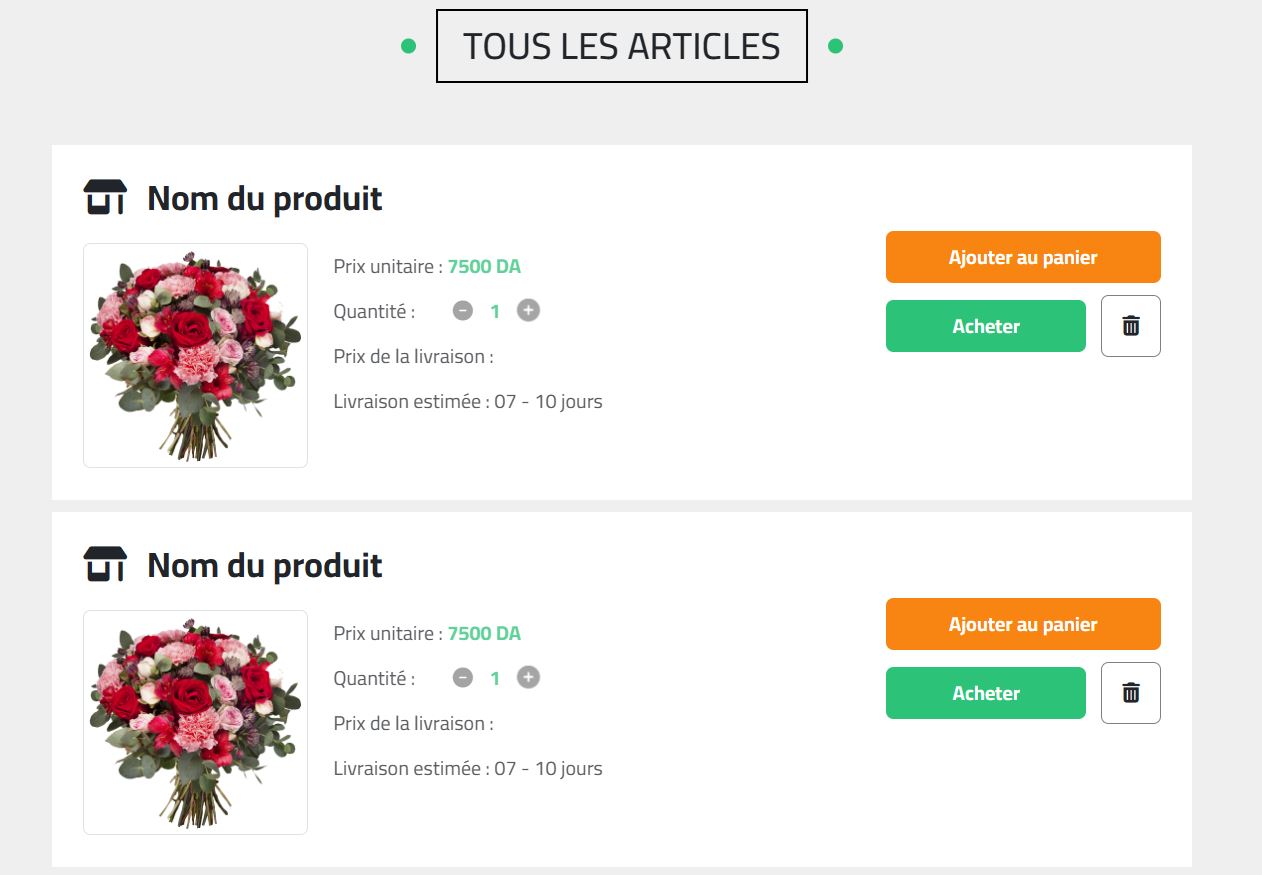 TOUS LES ARTICLES
Nom du produit
Prix unitaire : 7500 DA
Quantité : 1
Prix de la livraison :
Livraison estimée : 07 - 10 jours
Ajouter au panier
Acheter
Nom du produit
Prix unitaire : 7500 DA
Quantité : 1
Prix de la livraison :
Livraison estimée : 07 - 10 jours
Ajouter au panier
Acheter